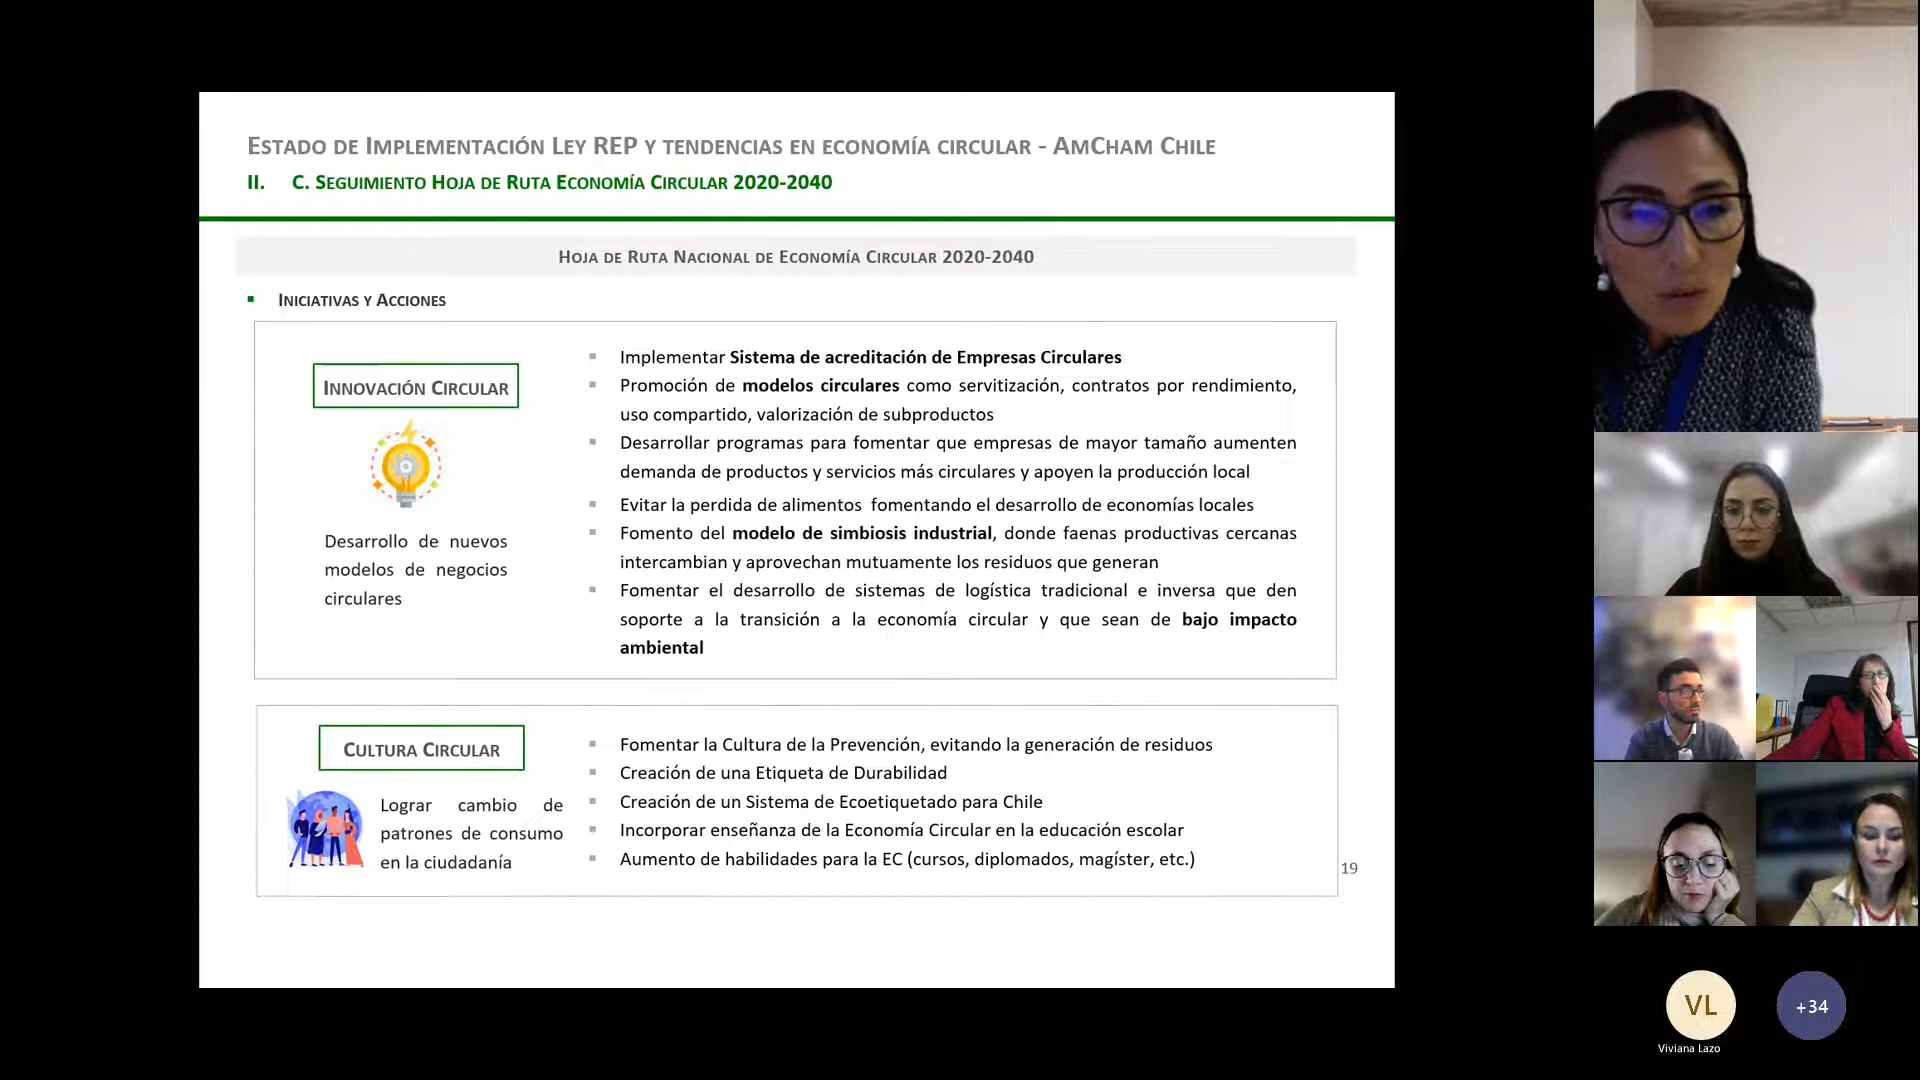 Estado de Implementación Ley REP y tendencias en economía circular - AmCham Chile
II. C. Seguimiento Hoja de Ruta Economía Circular 2020-2040
Hoja de Ruta Nacional de Economía Circular 2020-2040
Iniciativas y Acciones
Innovación Circular
Desarrollo de nuevos
modelos de negocios
circulares
Implementar Sistema de acreditación de Empresas Circulares
Promoción de modelos circulares como servitización, contratos por rendimiento,
uso compartido, valorización de subproductos
Desarrollar programas para fomentar que empresas de mayor tamaño aumenten
demanda de productos y servicios más circulares y apoyen la producción local
Evitar la perdida de alimentos fomentando el desarrollo de economías locales
Fomento del modelo de simbiosis industrial, donde faenas productivas cercanas
intercambian y aprovechan mutuamente los residuos que generan
Fomentar el desarrollo de sistemas de logística tradicional e inversa que den
soporte a la transición a la economía circular y que sean de bajo impacto
ambiental
Cultura Circular
Lograr cambio de
patrones de consumo
en la ciudadanía
Fomentar la Cultura de la Prevención, evitando la generación de residuos
Creación de una Etiqueta de Durabilidad
Creación de un Sistema de Ecoetiquetado para Chile
Incorporar enseñanza de la Economía Circular en la educación escolar
Aumento de habilidades para la EC (cursos, diplomados, magíster, etc.)
19
VL
Viviana Lazo
+34